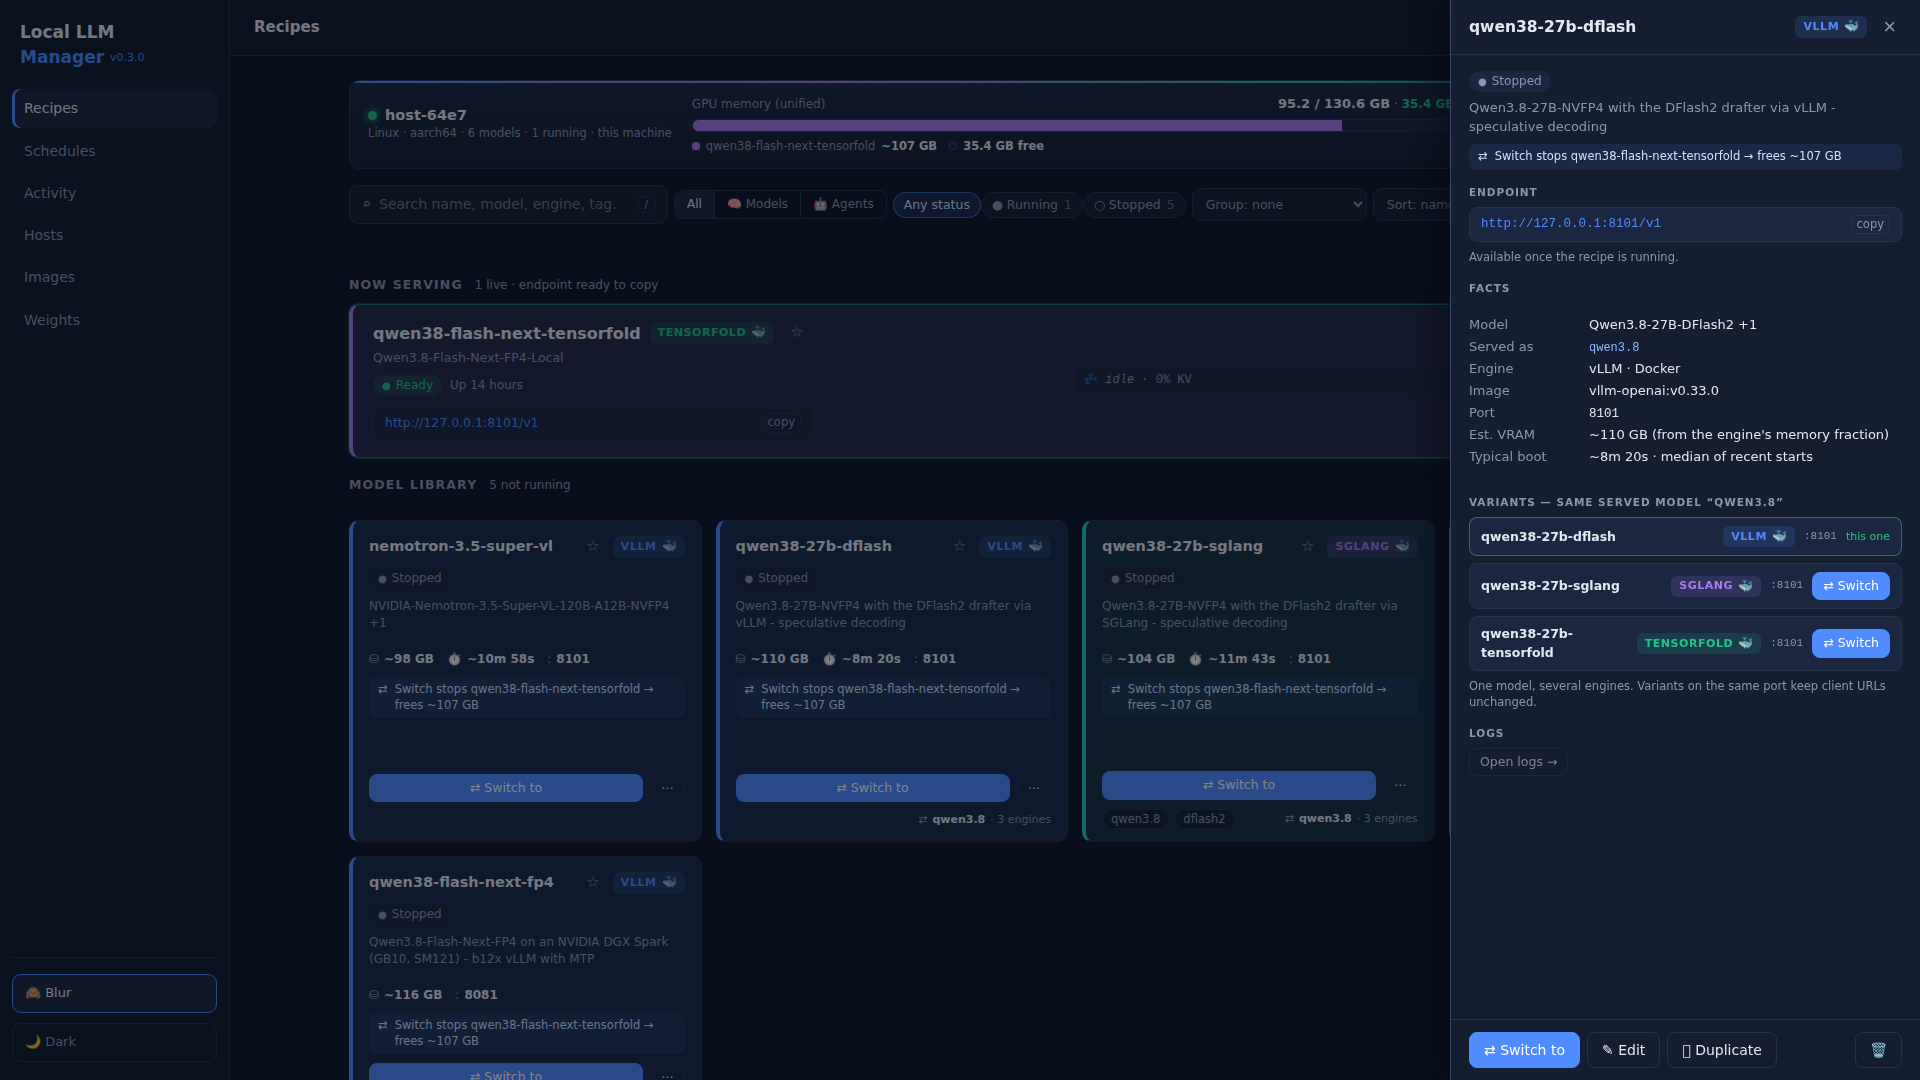 Local LLM
Manager v0.3.0
Recipes
Schedules
Activity
Hosts
Images
Weights
🙈 Blur
🌙 Dark
Recipes
host-64e7
Linux · aarch64 · 6 models · 1 running · this machine
GPU memory (unified)
95.2 / 130.6 GB · 35.4 GB
qwen38-flash-next-tensorfold ~107 GB 35.4 GB free
Search name, model, engine, tag. /
All 🧠 Models 🤖 Agents
Any status Running 1 Stopped 5
Group: none
Sort: name
NOW SERVING 1 live · endpoint ready to copy
qwen38-flash-next-tensorfold TENSORFOLD 🐳 ☆
Qwen3.8-Flash-Next-FP4-Local
● Ready Up 14 hours
💤 idle · 0% KV
http://127.0.0.1:8101/v1 copy
MODEL LIBRARY 5 not running
nemotron-3.5-super-vl ☆ VLLM 🐳
● Stopped
NVIDIA-Nemotron-3.5-Super-VL-120B-A12B-NVFP4
+1
~98 GB ⏱ ~10m 58s : 8101
⇄ Switch stops qwen38-flash-next-tensorfold →
frees ~107 GB
⇄ Switch to ⋯
qwen38-27b-dflash ☆ VLLM 🐳
● Stopped
Qwen3.8-27B-NVFP4 with the DFlash2 drafter via
vLLM - speculative decoding
~110 GB ⏱ ~8m 20s : 8101
⇄ Switch stops qwen38-flash-next-tensorfold →
frees ~107 GB
⇄ Switch to ⋯
⇄ qwen3.8 · 3 engines
qwen38-27b-sglang ☆ SGLANG 🐳
● Stopped
Qwen3.8-27B-NVFP4 with the DFlash2 drafter via
SGLang - speculative decoding
~104 GB ⏱ ~11m 43s : 8101
⇄ Switch stops qwen38-flash-next-tensorfold →
frees ~107 GB
⇄ Switch to ⋯
qwen3.8 dflash2 ⇄ qwen3.8 · 3 engines
qwen38-flash-next-fp4 ☆ VLLM 🐳
● Stopped
Qwen3.8-Flash-Next-FP4 on an NVIDIA DGX Spark
(GB10, SM121) - b12x vLLM with MTP
~116 GB : 8081
⇄ Switch stops qwen38-flash-next-tensorfold →
frees ~107 GB
⇄ Switch to ⋯
qwen38-27b-dflash VLLM 🐳 ✕
● Stopped
Qwen3.8-27B-NVFP4 with the DFlash2 drafter via vLLM -
speculative decoding
⇄ Switch stops qwen38-flash-next-tensorfold → frees ~107 GB
ENDPOINT
http://127.0.0.1:8101/v1 copy
Available once the recipe is running.
FACTS
Model Qwen3.8-27B-DFlash2 +1
Served as qwen3.8
Engine vLLM · Docker
Image vllm-openai:v0.33.0
Port 8101
Est. VRAM ~110 GB (from the engine's memory fraction)
Typical boot ~8m 20s · median of recent starts
VARIANTS — SAME SERVED MODEL “QWEN3.8”
qwen38-27b-dflash VLLM 🐳 :8101 this one
qwen38-27b-sglang SGLANG 🐳 :8101 ⇄ Switch
qwen38-27b-
tensorfold TENSORFOLD 🐳 :8101 ⇄ Switch
One model, several engines. Variants on the same port keep client URLs
unchanged.
LOGS
Open logs →
⇄ Switch to ✎ Edit Duplicate 🗑